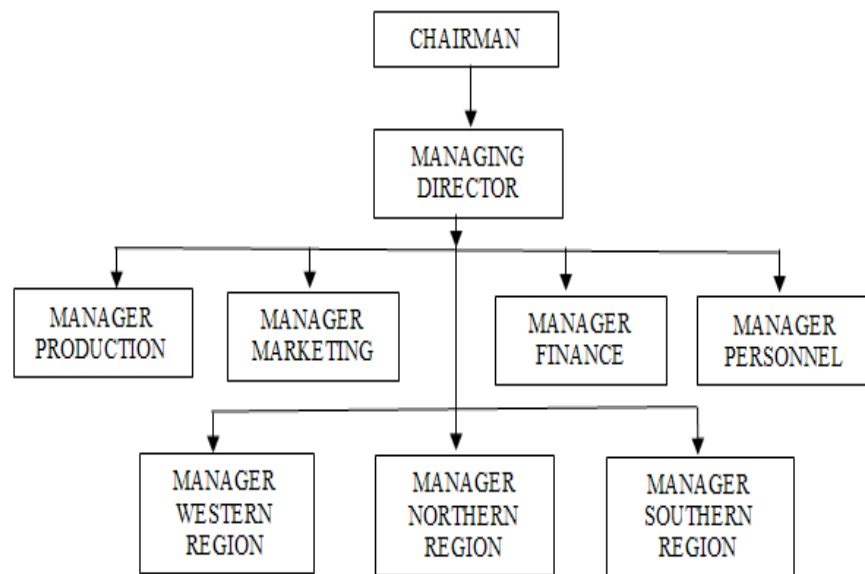 CHAIRMAN
MANAGING
DIRECTOR
MANAGER
PRODUCTION
MANAGER
MARKETING
MANAGER
FINANCE
MANAGER
PERSONNEL
MANAGER
WESTERN
REGION
MANAGER
NORTHERN
REGION
MANAGER
SOUTHERN
REGION